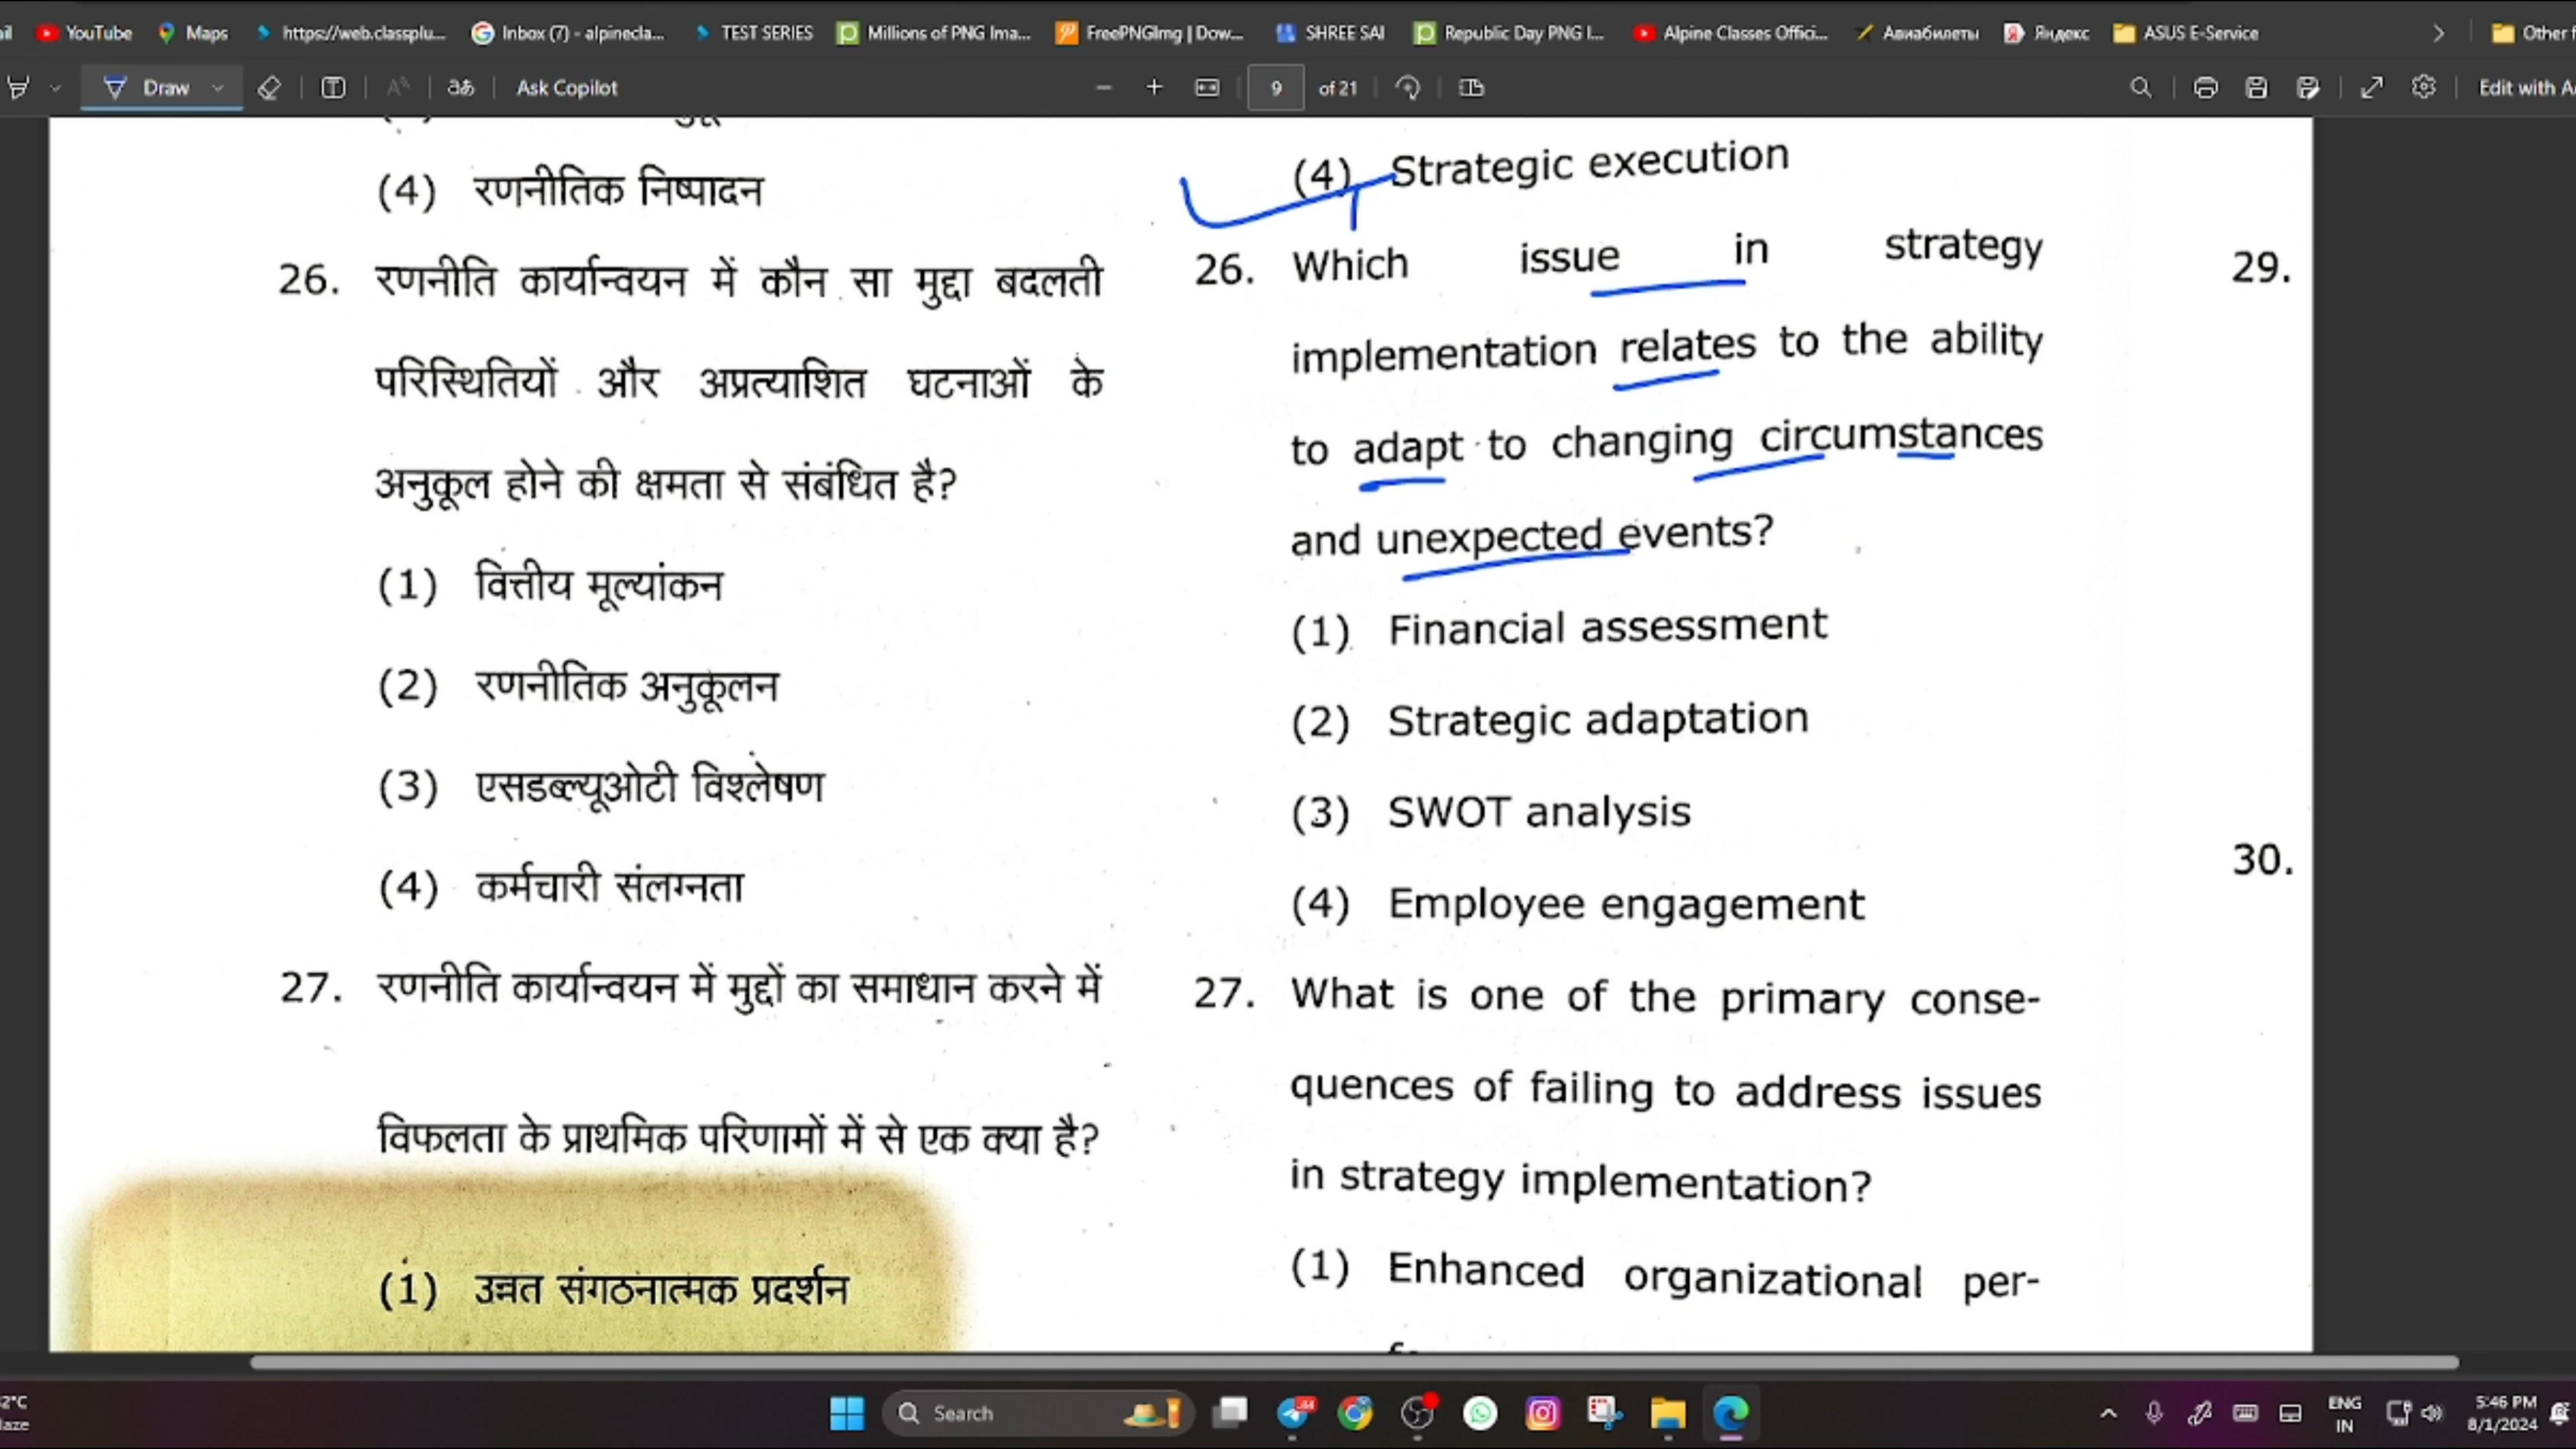 il YouTube Maps https://web.classplu... Inbox (7) - alpinecla... TEST SERIES Millions of PNG Ima... FreePNGImg | Dow... SHREE SAI Republic Day PNG I... Alpine Classes Offici... Авиабилеты Яндекс ASUS E-Service Other f
Draw Ask Copilot 9 of 21 Edit with A
(4) रणनीतिक निष्पादन
26. रणनीति कार्यान्वयन में कौन सा मुद्दा बदलती
परिस्थितियों और अप्रत्याशित घटनाओं के
अनुकूल होने की क्षमता से संबंधित है?
(1) वित्तीय मूल्यांकन
(2) रणनीतिक अनुकूलन
(3) एसडब्ल्यूओटी विश्लेषण
(4) कर्मचारी संलग्नता
27. रणनीति कार्यान्वयन में मुद्दों का समाधान करने में
विफलता के प्राथमिक परिणामों में से एक क्या है?
(1) उन्नत संगठनात्मक प्रदर्शन
(4) Strategic execution
26. Which issue in strategy
implementation relates to the ability
to adapt to changing circumstances
and unexpected events?
(1) Financial assessment
(2) Strategic adaptation
(3) SWOT analysis
(4) Employee engagement
27. What is one of the primary conse-
quences of failing to address issues
in strategy implementation?
(1) Enhanced organizational per-
29.
30.
2°C
laze
Search
ENG
IN
5:46 PM
8/1/2024